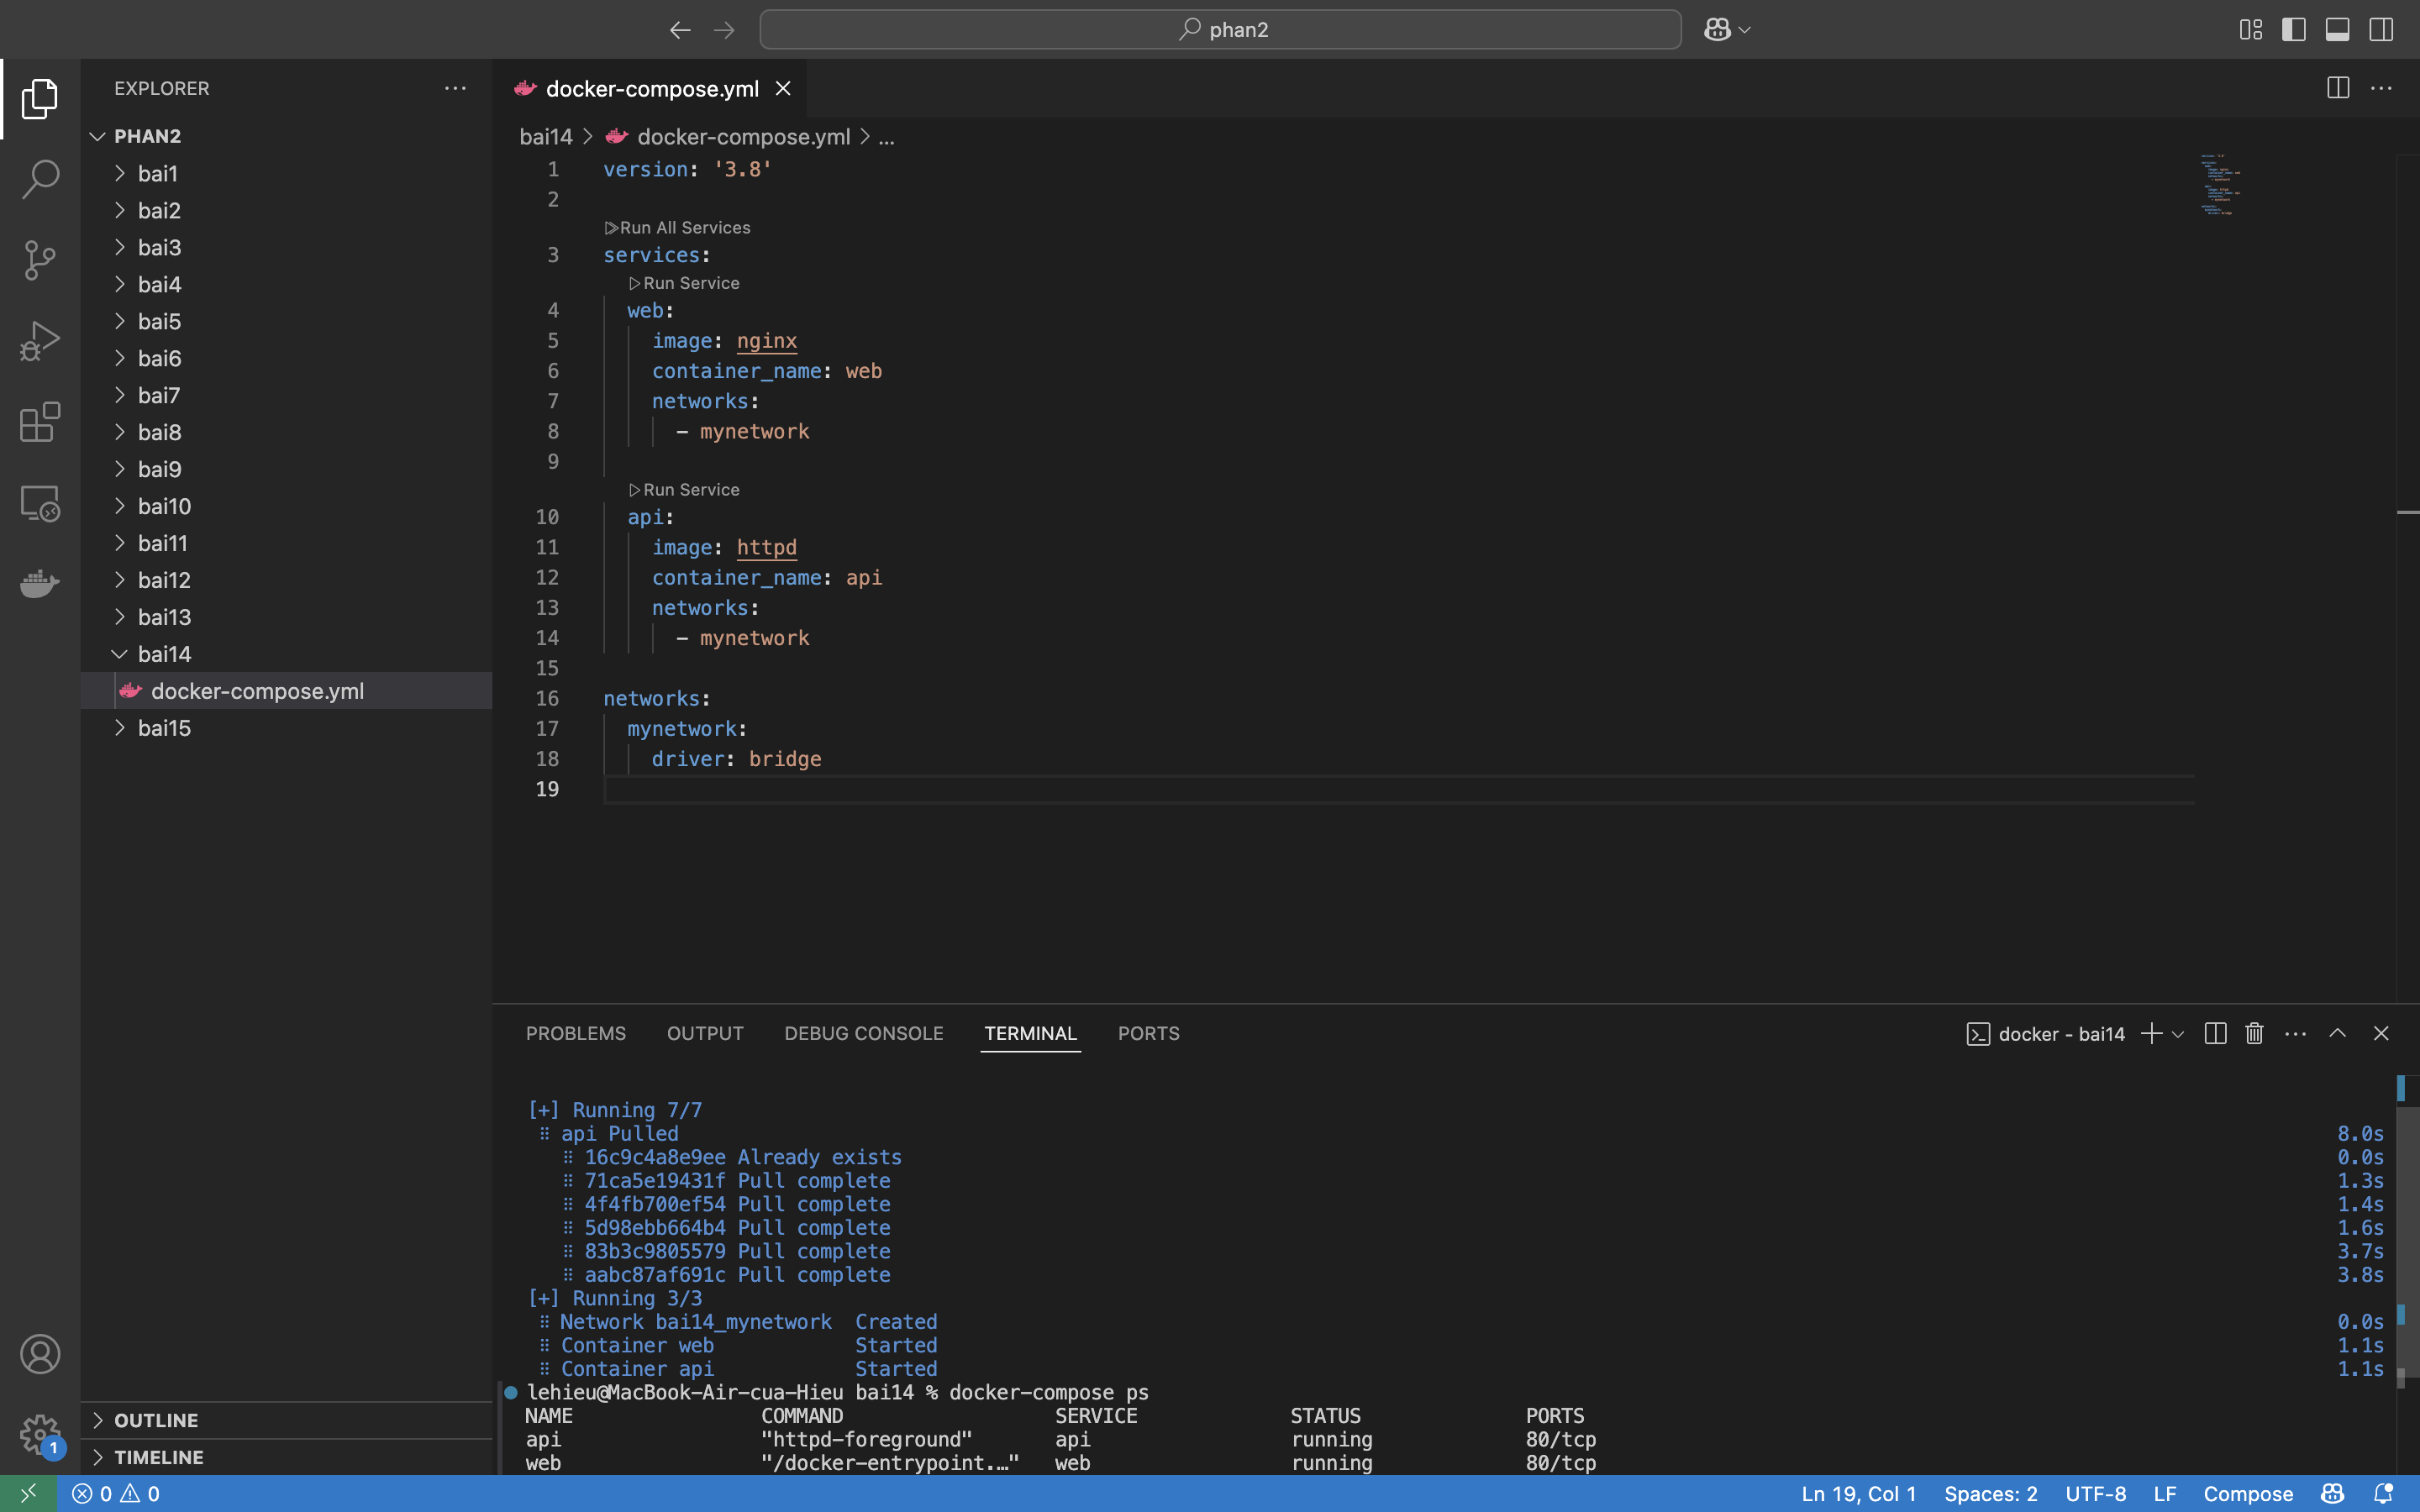 phan2
EXPLORER
PHAN2
bai1
bai2
bai3
bai4
bai5
bai6
bai7
bai8
bai9
bai10
bai11
bai12
bai13
bai14
docker-compose.yml
bai15
OUTLINE
TIMELINE
docker-compose.yml
bai14 > docker-compose.yml > ...
1 version: '3.8'
2
Run All Services
3 services:
Run Service
4 web:
5 image: nginx
6 container_name: web
7 networks:
8 - mynetwork
9
Run Service
10 api:
11 image: httpd
12 container_name: api
13 networks:
14 - mynetwork
15
16 networks:
17 mynetwork:
18 driver: bridge
19
PROBLEMS OUTPUT DEBUG CONSOLE TERMINAL PORTS docker - bai14
[+] Running 7/7
⠿ api Pulled 8.0s
⠿ 16c9c4a8e9ee Already exists 0.0s
⠿ 71ca5e19431f Pull complete 1.3s
⠿ 4f4fb700ef54 Pull complete 1.4s
⠿ 5d98ebb664b4 Pull complete 1.6s
⠿ 83b3c9805579 Pull complete 3.7s
⠿ aabc87af691c Pull complete 3.8s
[+] Running 3/3
⠿ Network bai14_mynetwork Created 0.0s
⠿ Container web Started 1.1s
⠿ Container api Started 1.1s
lehieu@MacBook-Air-cua-Hieu bai14 % docker-compose ps
NAME COMMAND SERVICE STATUS PORTS
api "httpd-foreground" api running 80/tcp
web "/docker-entrypoint.…" web running 80/tcp
1
0 0 Ln 19, Col 1 Spaces: 2 UTF-8 LF Compose